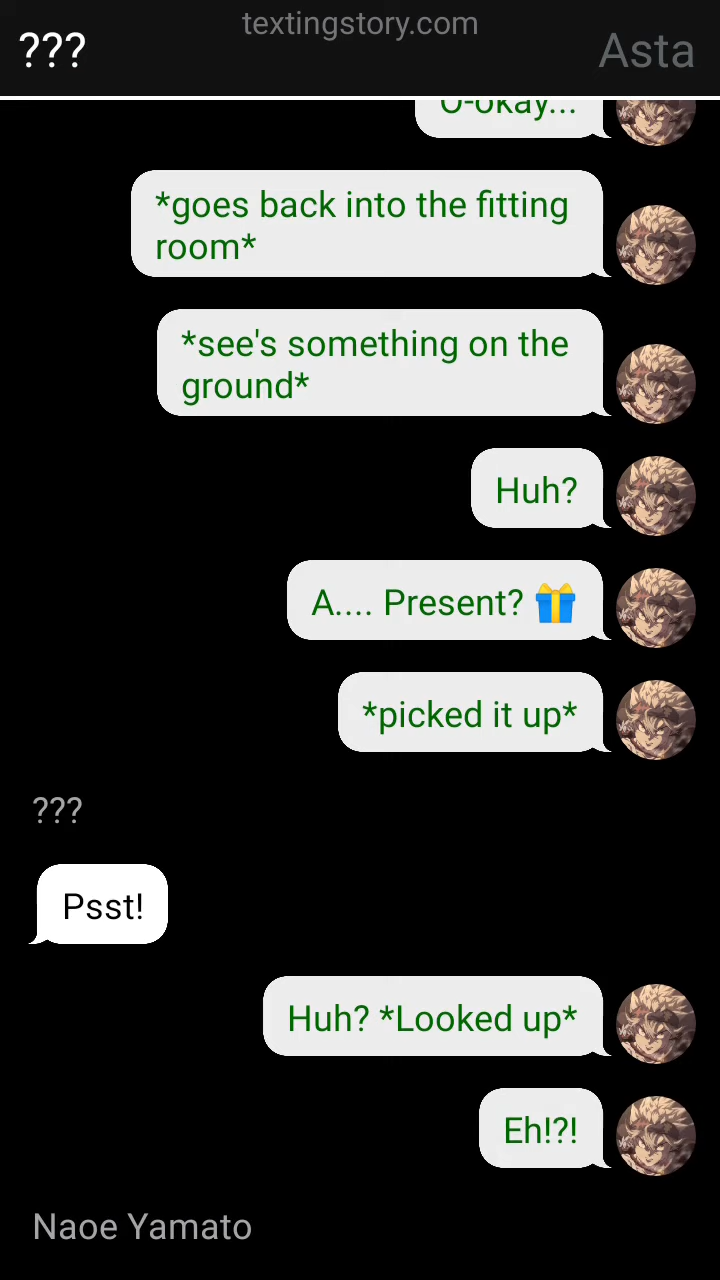 textingstory.com
???
Asta
O-okay...
*goes back into the fitting
room*
*see's something on the
ground*
Huh?
A.... Present? 🎁
*picked it up*
???
Psst!
Huh? *Looked up*
Eh!?!
Naoe Yamato